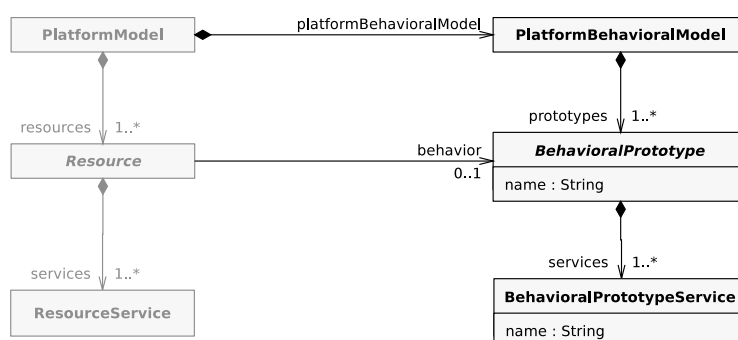 platformBehavioralModel
PlatformModel
PlatformBehavioralModel
resources 1..*
prototypes 1..*
behavior
0..1
Resource
BehavioralPrototype
name : String
services 1..*
services 1..*
ResourceService
BehavioralPrototypeService
name : String